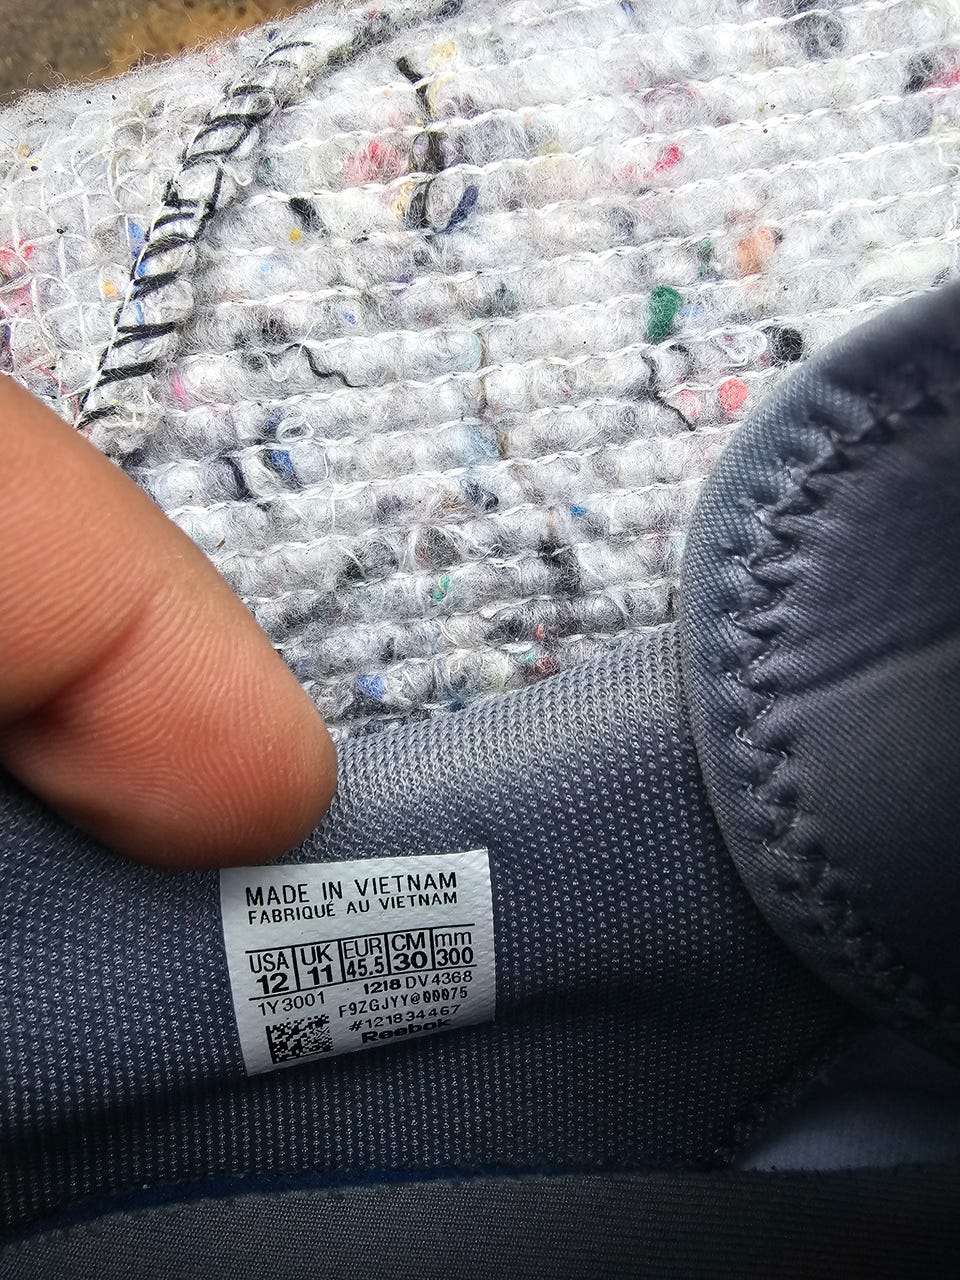 MADE IN VIETNAM
FABRIQUÉ AU VIETNAM
USA UK EUR CM mm
12 11 45.5 30 300
1218 DV4368
1Y3001
F9ZGJYY@00075
#121834467
Reebok